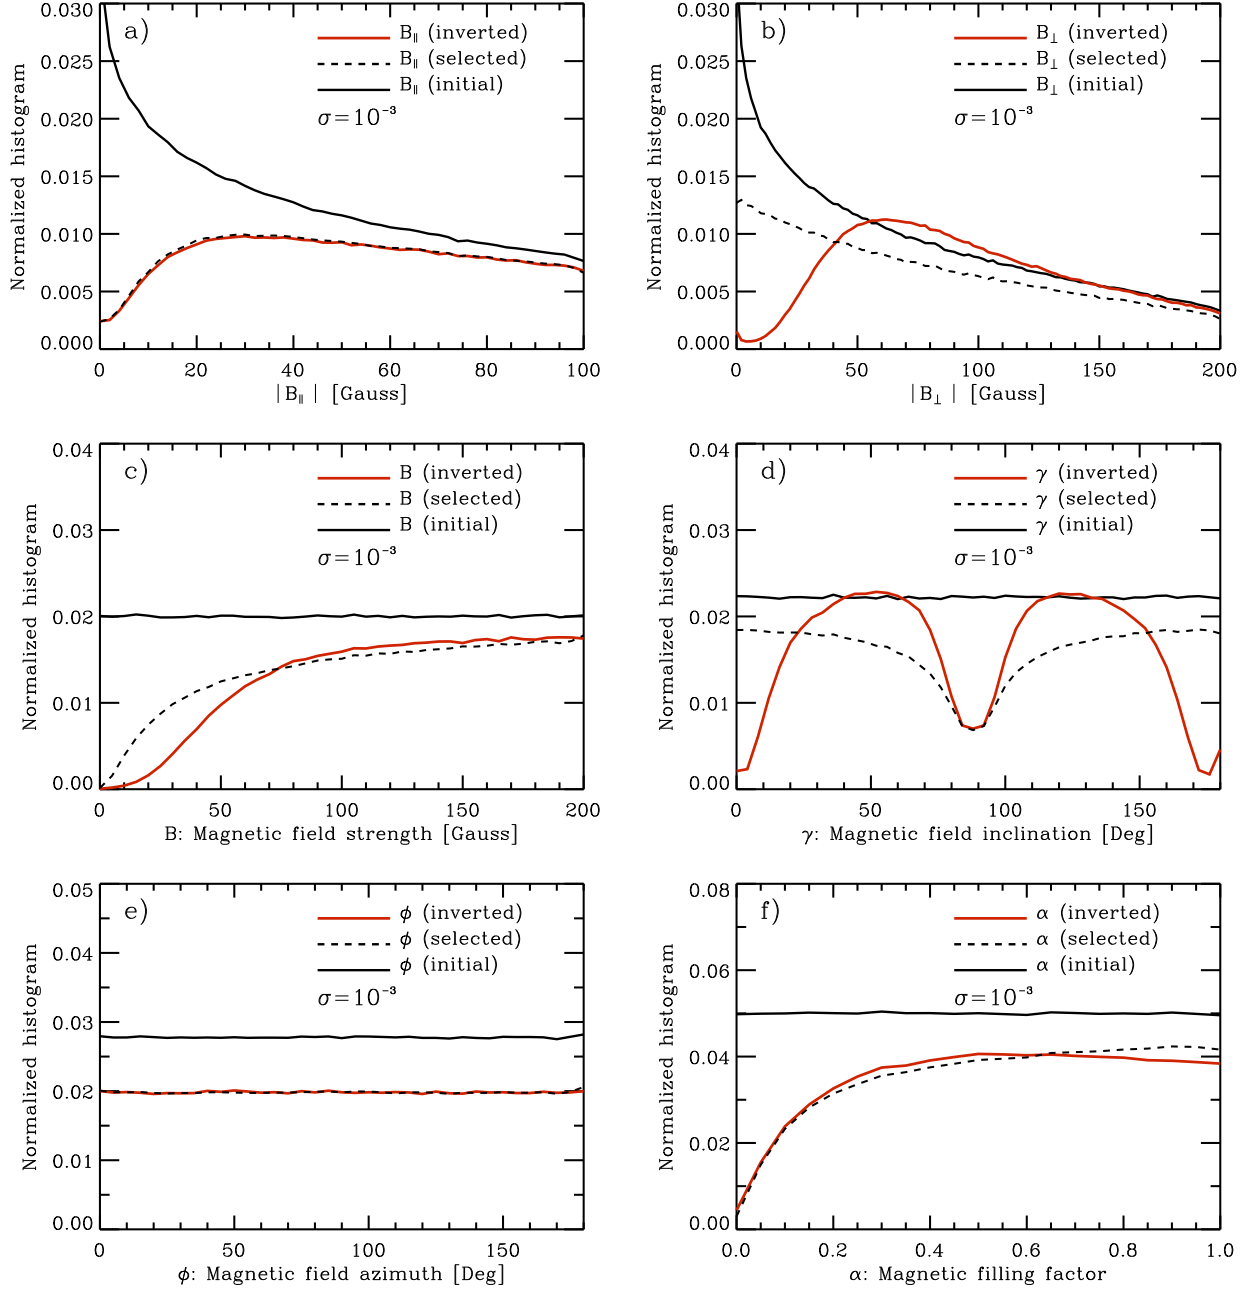 a)
B∥ (inverted)
B∥ (selected)
B∥ (initial)
σ=10⁻³
Normalized histogram
0.030
0.025
0.020
0.015
0.010
0.005
0.000
0 20 40 60 80 100
|B∥| [Gauss]
b)
B⊥ (inverted)
B⊥ (selected)
B⊥ (initial)
σ=10⁻³
Normalized histogram
0.030
0.025
0.020
0.015
0.010
0.005
0.000
0 50 100 150 200
|B⊥| [Gauss]
c)
B (inverted)
B (selected)
B (initial)
σ=10⁻³
Normalized histogram
0.04
0.03
0.02
0.01
0.00
0 50 100 150 200
B: Magnetic field strength [Gauss]
d)
γ (inverted)
γ (selected)
γ (initial)
σ=10⁻³
Normalized histogram
0.04
0.03
0.02
0.01
0.00
0 50 100 150
γ: Magnetic field inclination [Deg]
e)
ϕ (inverted)
ϕ (selected)
ϕ (initial)
σ=10⁻³
Normalized histogram
0.05
0.04
0.03
0.02
0.01
0.00
0 50 100 150
ϕ: Magnetic field azimuth [Deg]
f)
α (inverted)
α (selected)
α (initial)
σ=10⁻³
Normalized histogram
0.08
0.06
0.04
0.02
0.00
0.0 0.2 0.4 0.6 0.8 1.0
α: Magnetic filling factor